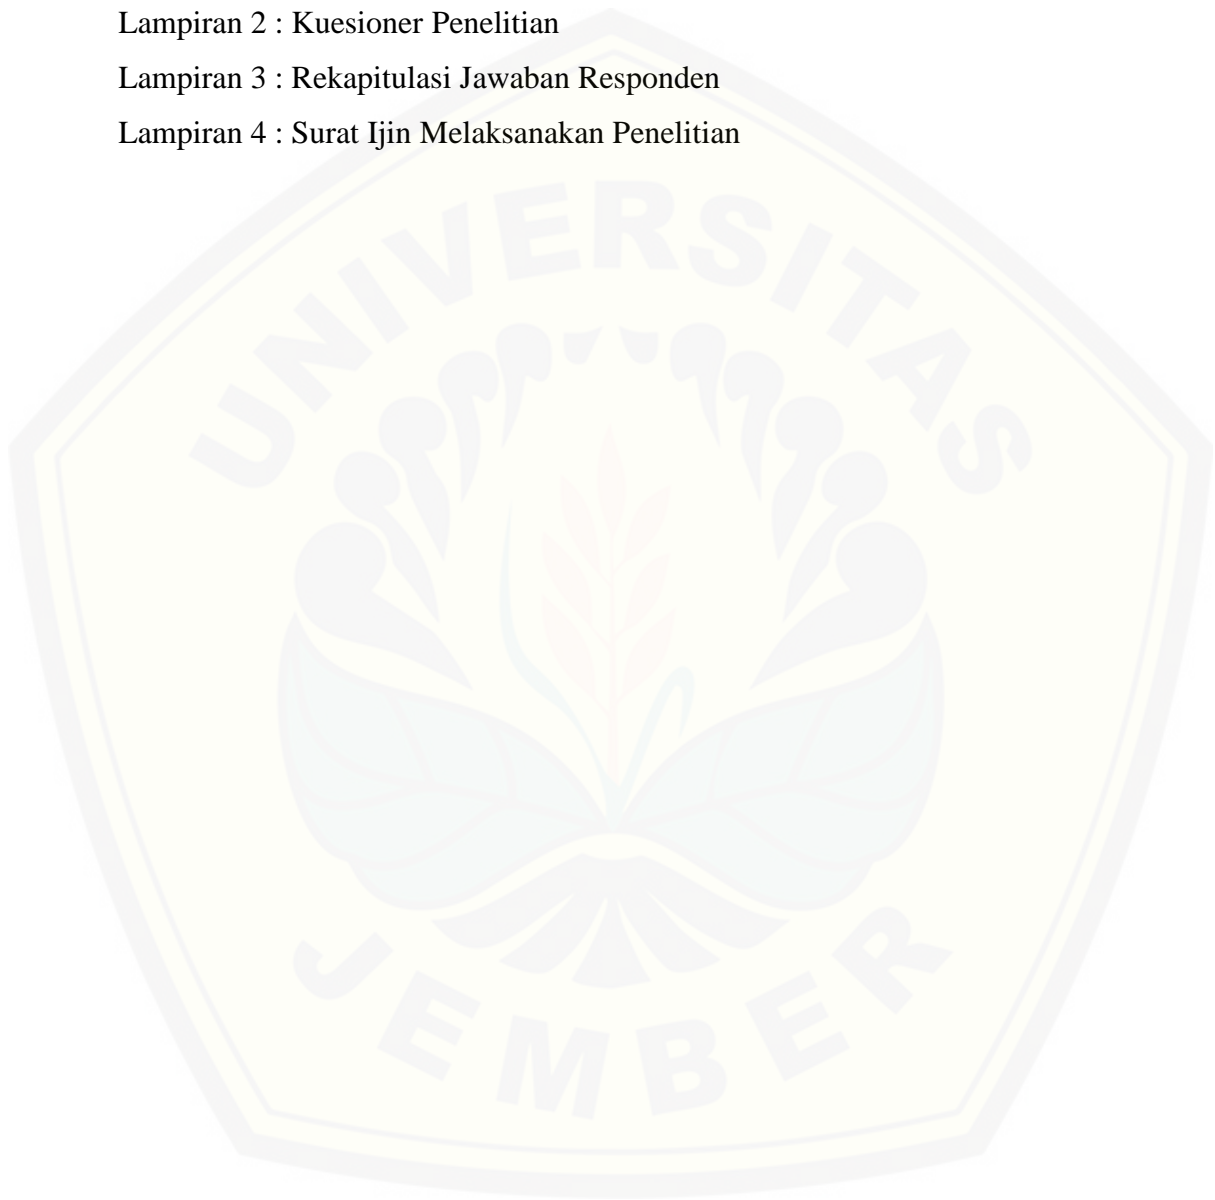 Lampiran 2 : Kuesioner Penelitian
Lampiran 3 : Rekapitulasi Jawaban Responden
Lampiran 4 : Surat Ijin Melaksanakan Penelitian
UNIVERSITAS
JEMBER